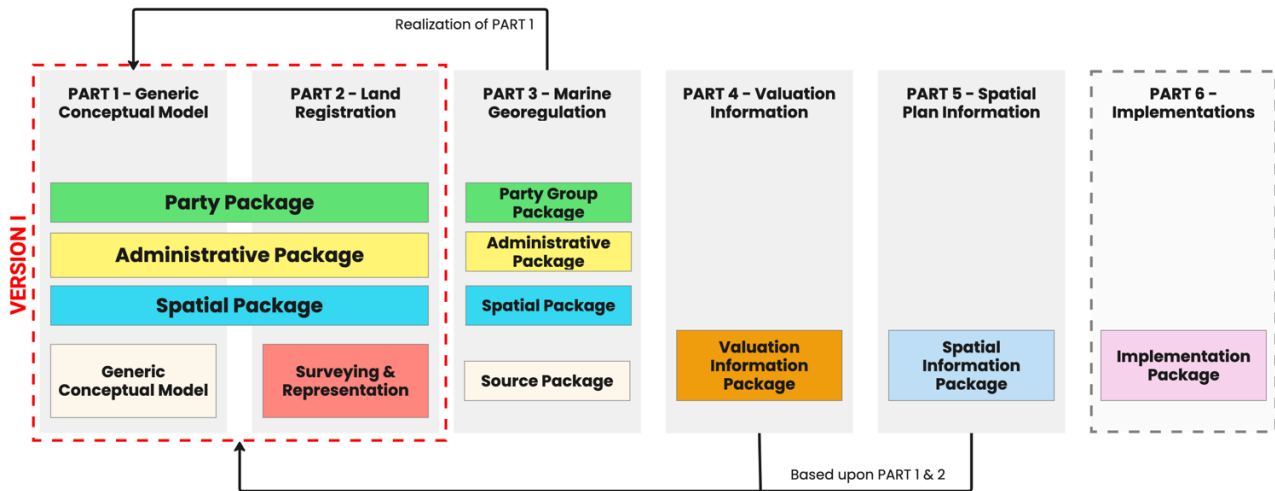 Realization of PART 1
PART 1 - Generic
Conceptual Model
PART 2 - Land
Registration
PART 3 - Marine
Georegulation
PART 4 - Valuation
Information
PART 5 - Spatial
Plan Information
PART 6 -
Implementations
VERSION I
Party Package
Administrative Package
Spatial Package
Generic
Conceptual Model
Surveying &
Representation
Party Group
Package
Administrative
Package
Spatial Package
Source Package
Valuation
Information
Package
Spatial
Information
Package
Implementation
Package
Based upon PART 1 & 2